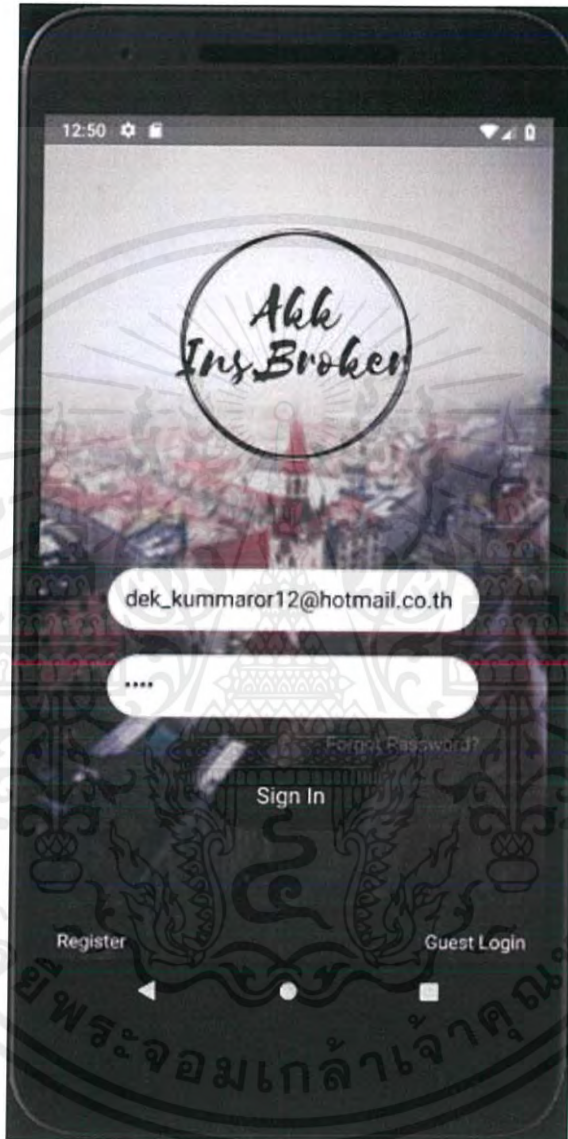 12:50
Akk
Ins.Broker
dek_kummaror12@hotmail.co.th
••••
Forgot Password?
Sign In
Register
Guest Login
พระจอมเกล้าเจ้าคุณ